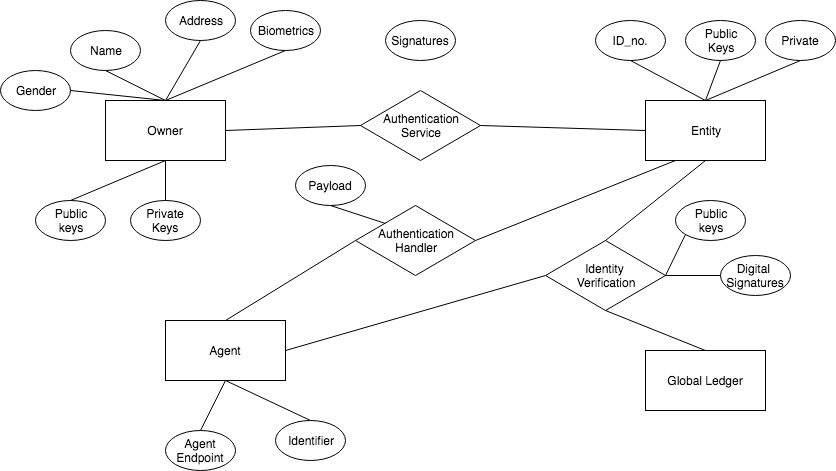 Address
Biometrics
Name
Signatures
ID_no.
Public
Keys
Private
Gender
Owner
Authentication
Service
Entity
Payload
Public
keys
Private
Keys
Authentication
Handler
Public
keys
Identity
Verification
Digital
Signatures
Agent
Global Ledger
Agent
Endpoint
Identifier